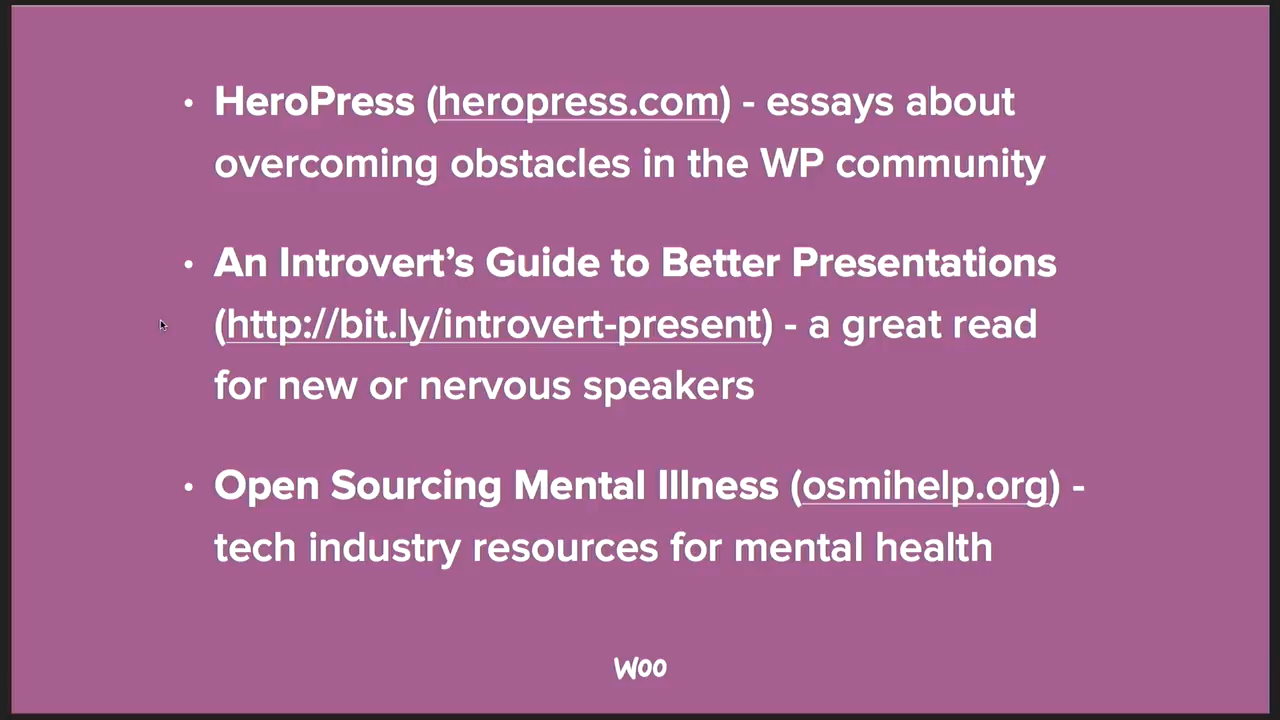 • HeroPress (heropress.com) - essays about
overcoming obstacles in the WP community
• An Introvert’s Guide to Better Presentations
(http://bit.ly/introvert-present) - a great read
for new or nervous speakers
• Open Sourcing Mental Illness (osmihelp.org) -
tech industry resources for mental health
Woo